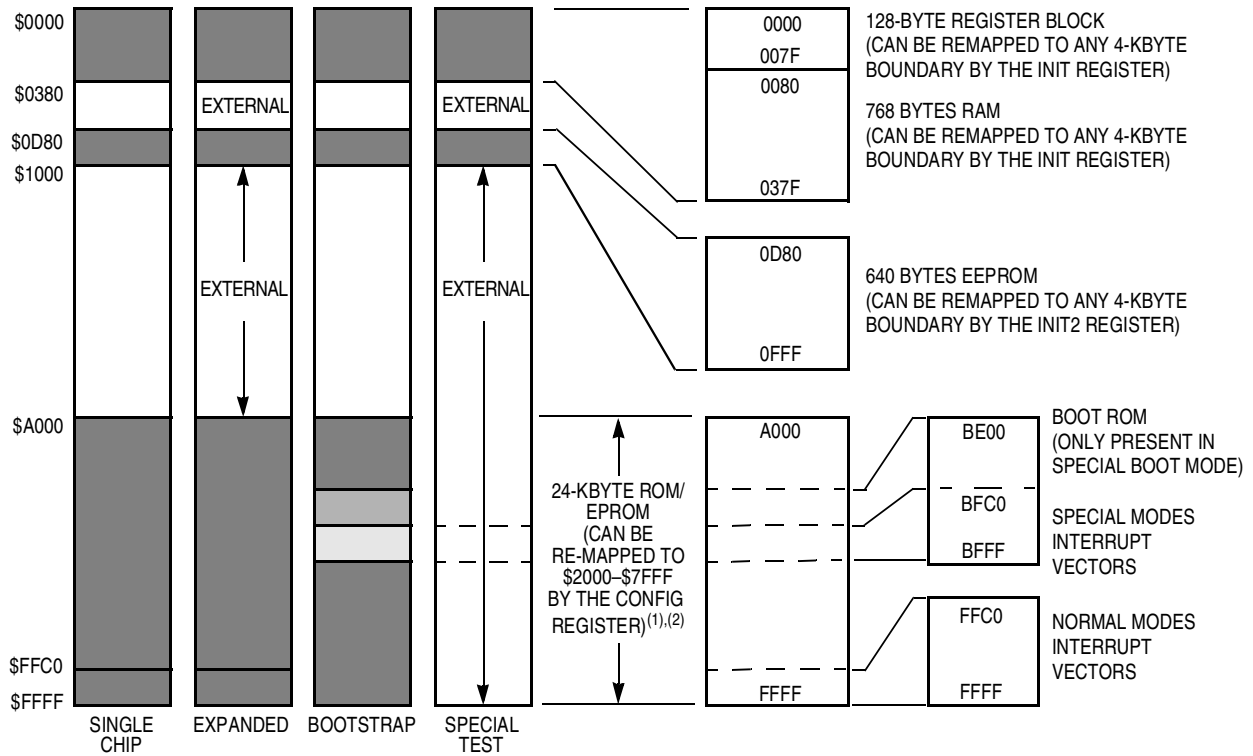 $0000
$0380
$0D80
$1000
$A000
$FFC0
$FFFF
EXTERNAL
EXTERNAL
EXTERNAL
EXTERNAL
SINGLE
CHIP
EXPANDED
BOOTSTRAP
SPECIAL
TEST
0000
007F
0080
037F
128-BYTE REGISTER BLOCK
(CAN BE REMAPPED TO ANY 4-KBYTE
BOUNDARY BY THE INIT REGISTER)
768 BYTES RAM
(CAN BE REMAPPED TO ANY 4-KBYTE
BOUNDARY BY THE INIT REGISTER)
0D80
0FFF
640 BYTES EEPROM
(CAN BE REMAPPED TO ANY 4-KBYTE
BOUNDARY BY THE INIT2 REGISTER)
24-KBYTE ROM/
EPROM
(CAN BE
RE-MAPPED TO
$2000–$7FFF
BY THE CONFIG
REGISTER)(1),(2)
A000
FFFF
BE00
BFC0
BFFF
BOOT ROM
(ONLY PRESENT IN
SPECIAL BOOT MODE)
SPECIAL MODES
INTERRUPT
VECTORS
FFC0
FFFF
NORMAL MODES
INTERRUPT
VECTORS